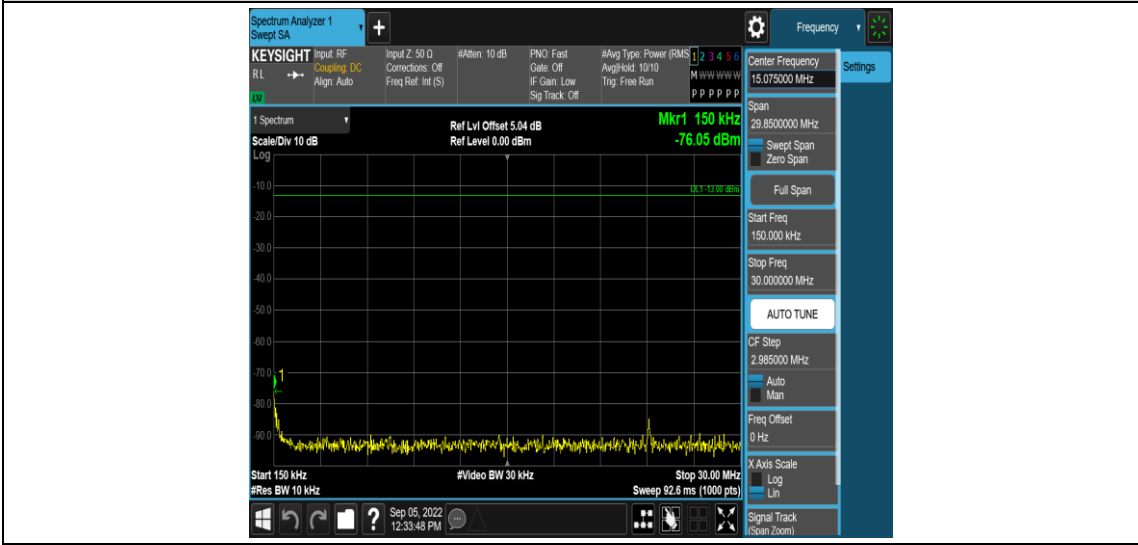 Spectrum Analyzer 1
Swept SA
+
Frequency
KEYSIGHT
RL
LM
Input: RF
Coupling: DC
Align: Auto
Input Z: 50 Ω
Corrections: Off
Freq Ref: Int (S)
#Atten: 10 dB
PNO: Fast
Gate: Off
IF Gain: Low
Sig Track: Off
#Avg Type: Power (RMS
Avg|Hold: 10/10
Trig: Free Run
1 2 3 4 5 6
M W W W W W
P P P P P P
1 Spectrum
Scale/Div 10 dB
Log
Ref Lvl Offset 5.04 dB
Ref Level 0.00 dBm
Mkr1 150 kHz
-76.05 dBm
DL1 -13.00 dBm
-10.0
-20.0
-30.0
-40.0
-50.0
-60.0
-70.0
1
-80.0
-90.0
Start 150 kHz
#Res BW 10 kHz
#Video BW 30 kHz
Stop 30.00 MHz
Sweep 92.6 ms (1000 pts)
?
Sep 05, 2022
12:33:48 PM
Center Frequency
15.075000 MHz
Settings
Span
29.8500000 MHz
Swept Span
Zero Span
Full Span
Start Freq
150.000 kHz
Stop Freq
30.000000 MHz
AUTO TUNE
CF Step
2.985000 MHz
Auto
Man
Freq Offset
0 Hz
X Axis Scale
Log
Lin
Signal Track
(Span Zoom)